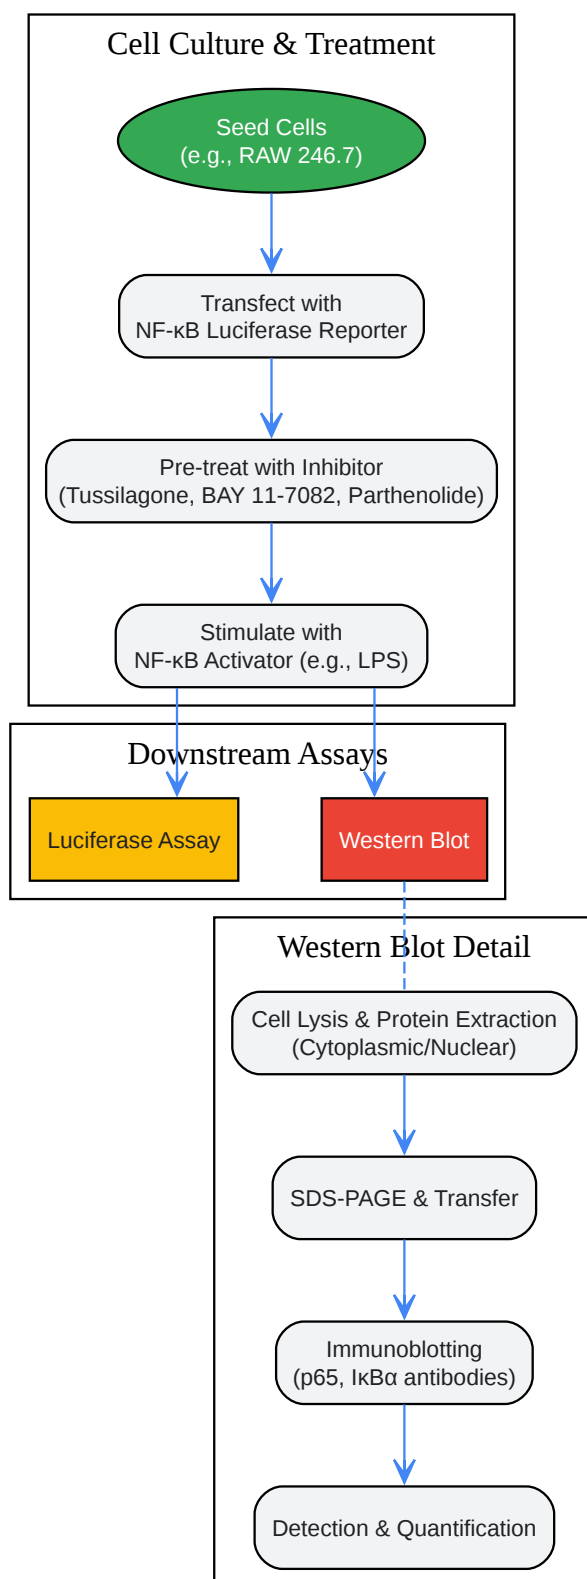 Cell Culture & Treatment
Seed Cells
(e.g., RAW 246.7)
Transfect with
NF-κB Luciferase Reporter
Pre-treat with Inhibitor
(Tussilagone, BAY 11-7082, Parthenolide)
Stimulate with
NF-κB Activator (e.g., LPS)
Downstream Assays
Luciferase Assay
Western Blot
Western Blot Detail
Cell Lysis & Protein Extraction
(Cytoplasmic/Nuclear)
SDS-PAGE & Transfer
Immunoblotting
(p65, IκBα antibodies)
Detection & Quantification